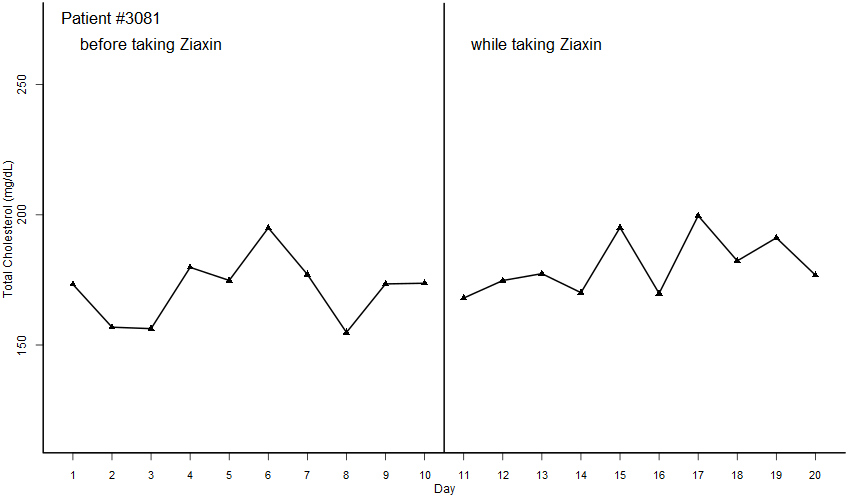 Patient #3081
before taking Ziaxin
while taking Ziaxin
250
200
150
Total Cholesterol (mg/dL)
1 2 3 4 5 6 7 8 9 10 11 12 13 14 15 16 17 18 19 20
Day